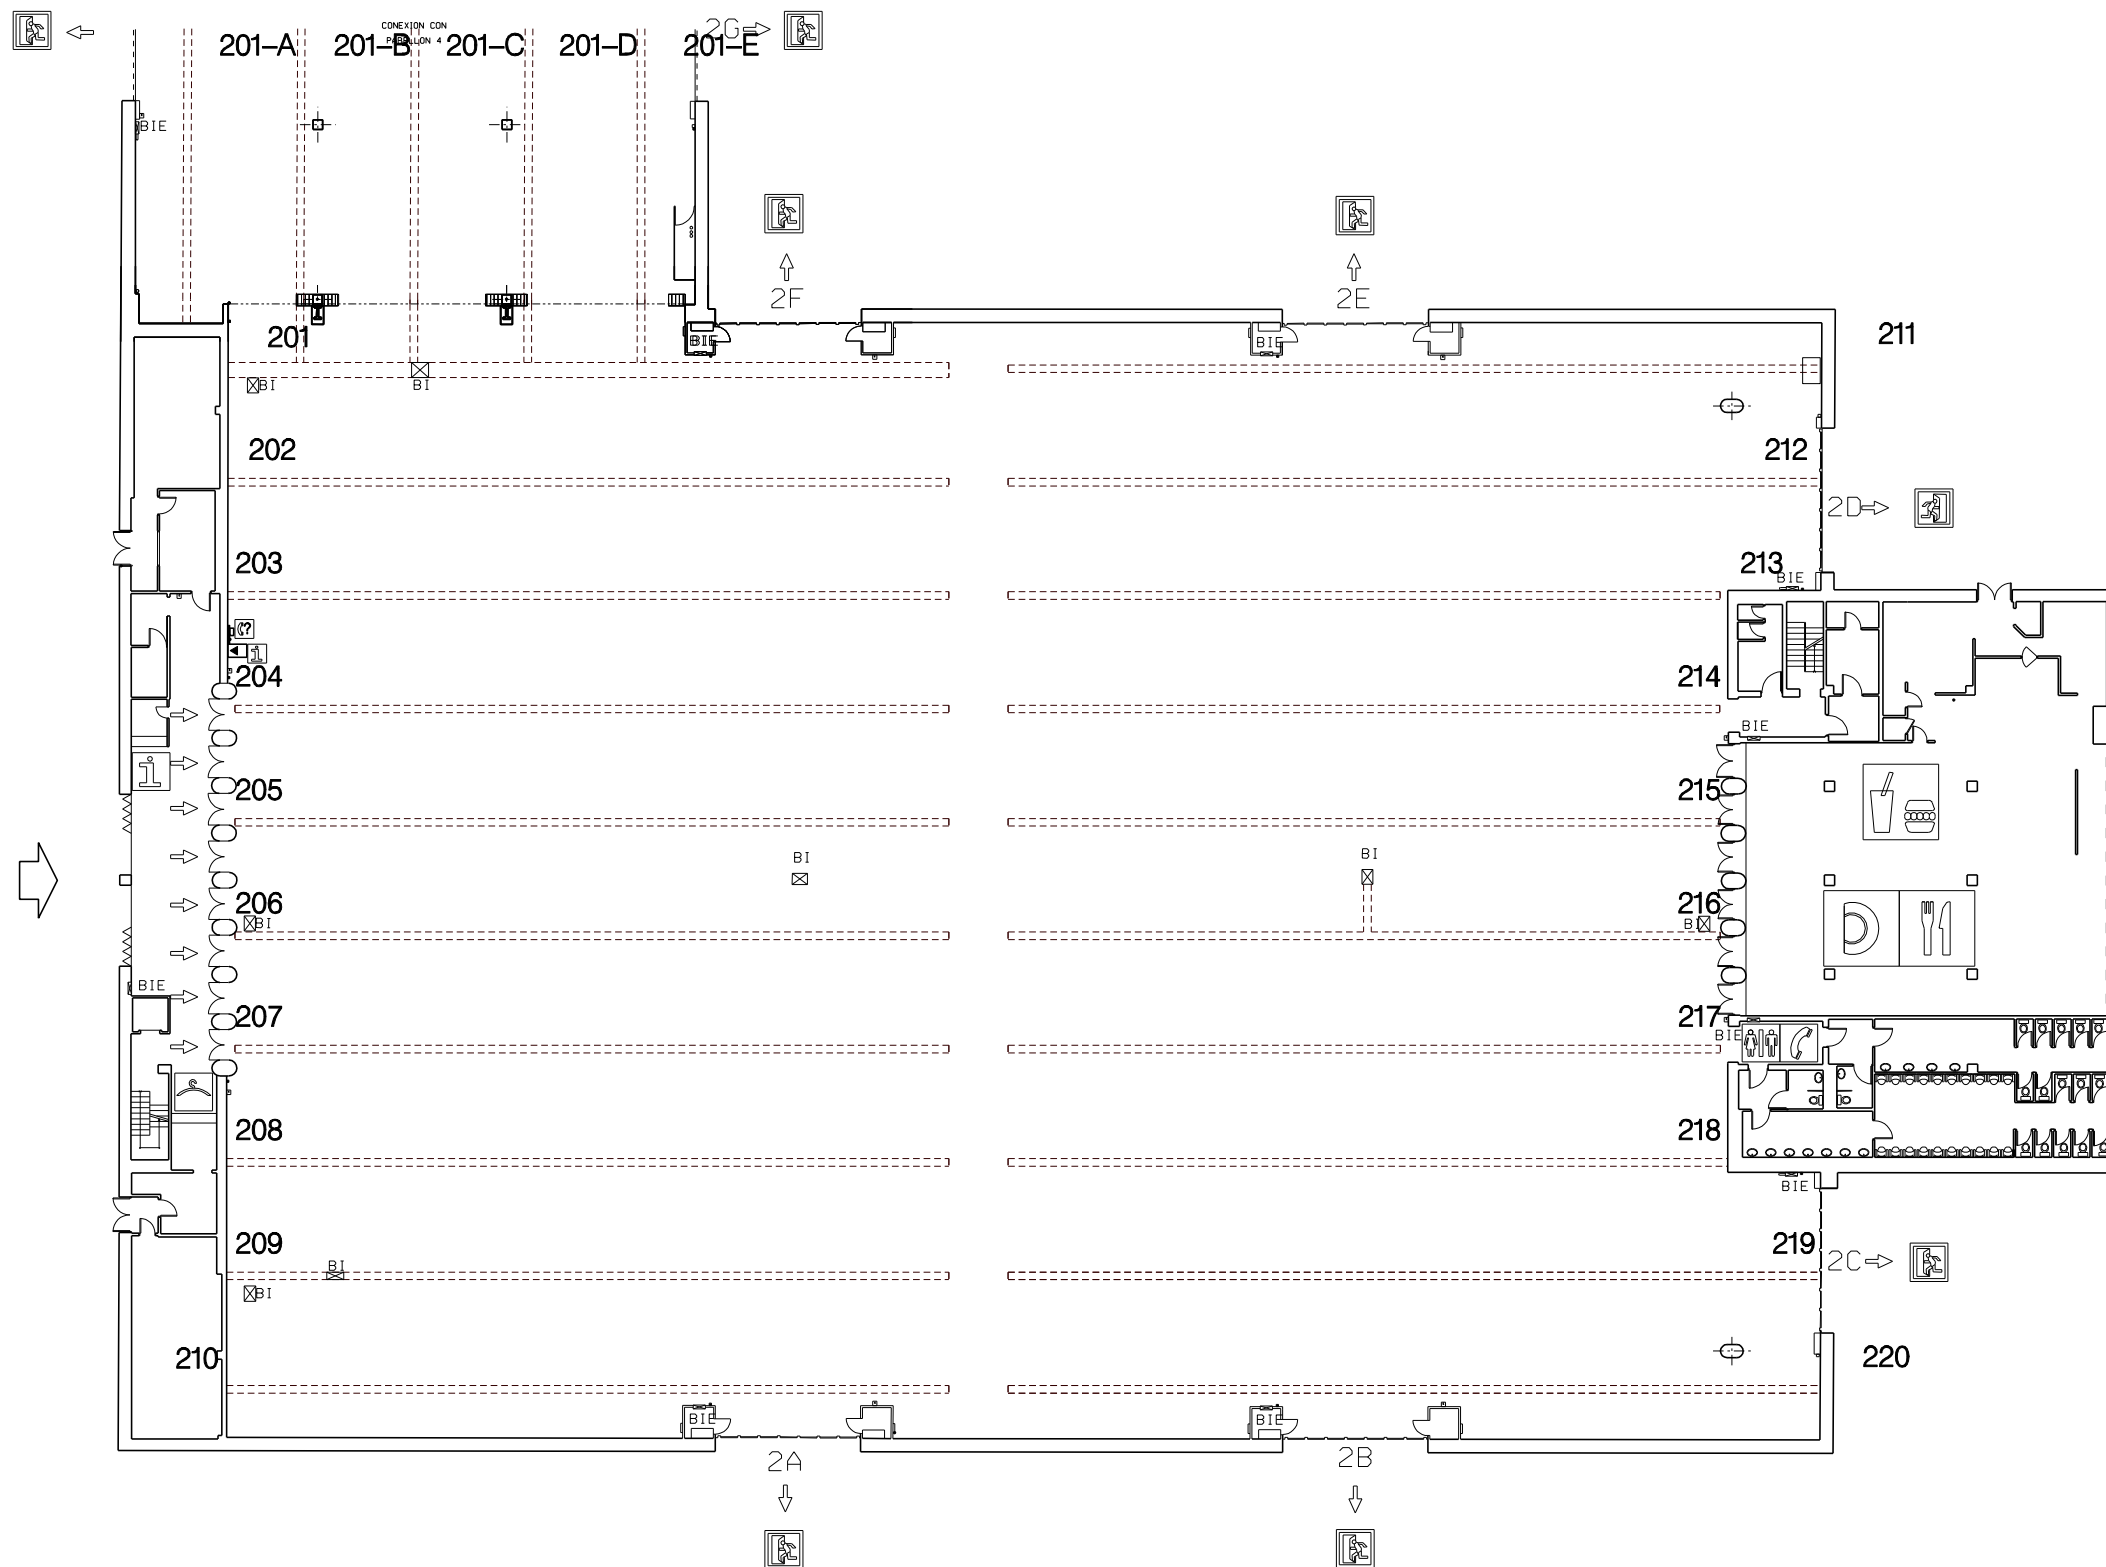 CONEXION CON
PABELLON 4
2G
201-A
201-B
201-C
201-D
201-E
BIE
2F
2E
201
BIE
BIE
211
BI
BI
202
212
2D
203
213
BIE
?
i
204
214
BIE
i
205
215
BI
BI
206
BI
216
BI
BIE
207
217
BIE
208
218
BIE
209
219
2C
BI
BI
210
220
BIE
BIE
2A
2B